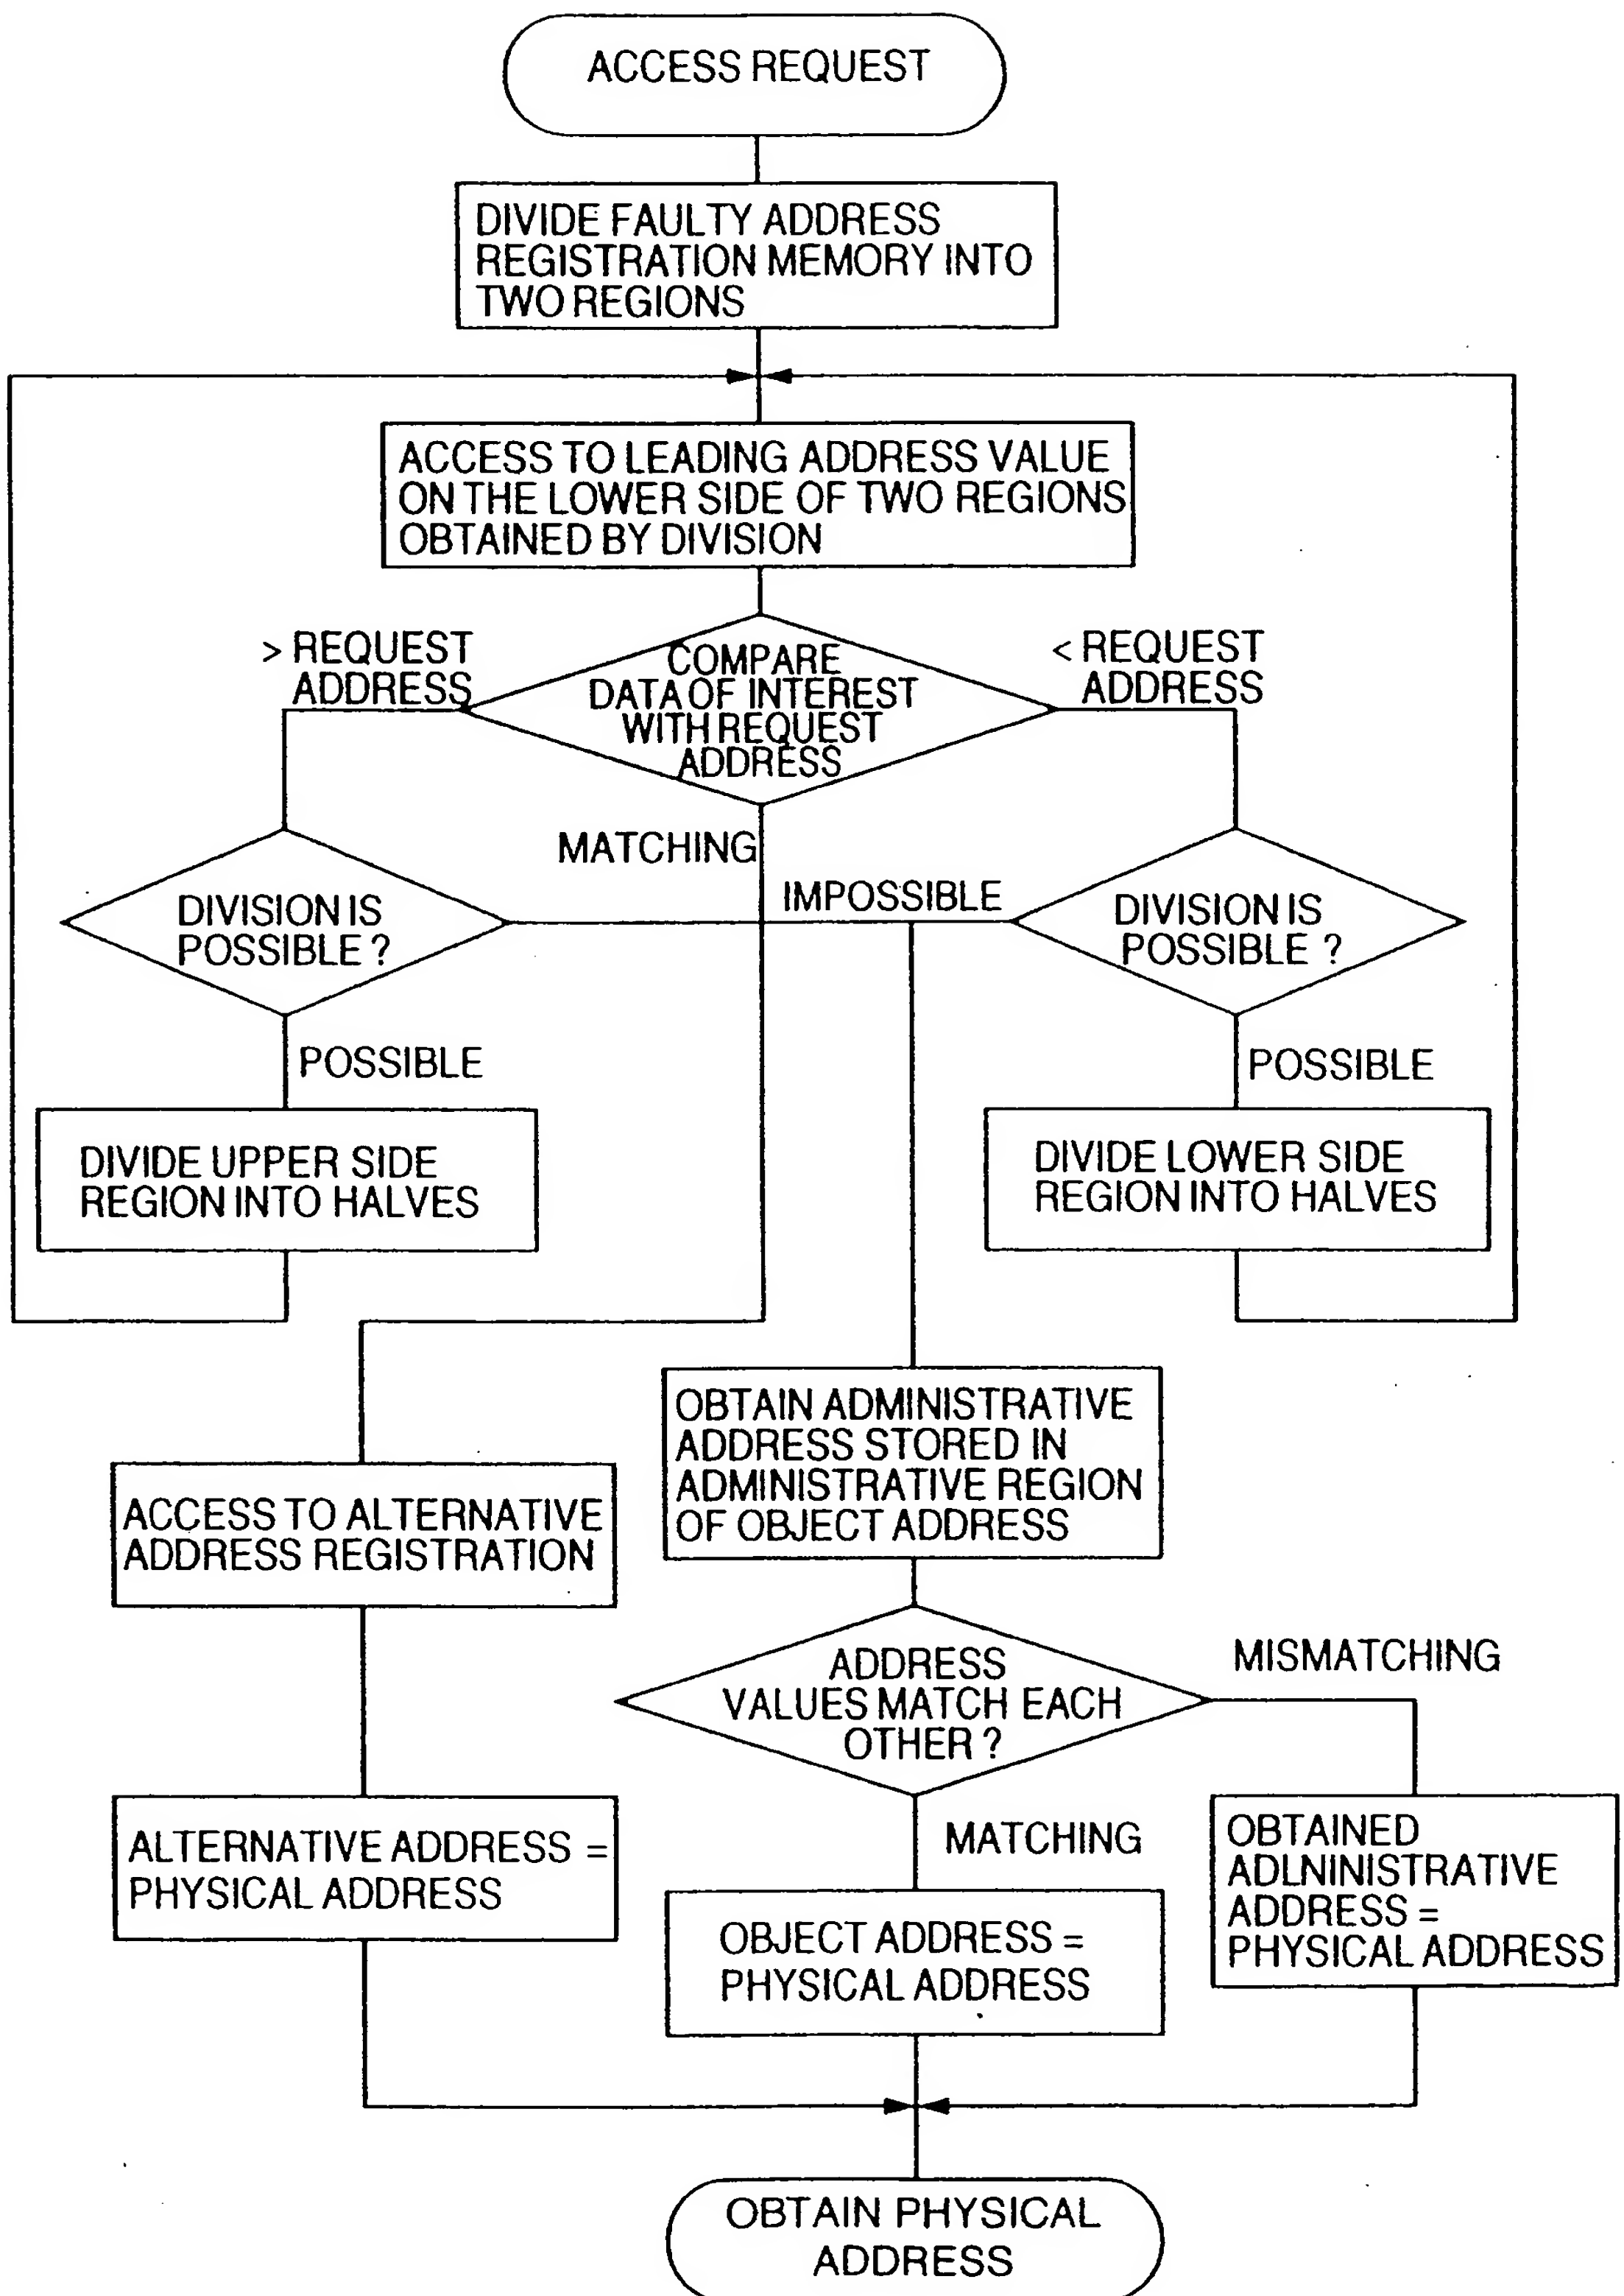 ACCESS REQUEST
DIVIDE FAULTY ADDRESS
REGISTRATION MEMORY INTO
TWO REGIONS
ACCESS TO LEADING ADDRESS VALUE
ON THE LOWER SIDE OF TWO REGIONS
OBTAINED BY DIVISION
> REQUEST
ADDRESS
COMPARE
DATA OF INTEREST
WITH REQUEST
ADDRESS
< REQUEST
ADDRESS
MATCHING
IMPOSSIBLE
DIVISION IS
POSSIBLE ?
DIVISION IS
POSSIBLE ?
POSSIBLE
POSSIBLE
DIVIDE UPPER SIDE
REGION INTO HALVES
DIVIDE LOWER SIDE
REGION INTO HALVES
OBTAIN ADMINISTRATIVE
ADDRESS STORED IN
ADMINISTRATIVE REGION
OF OBJECT ADDRESS
ACCESS TO ALTERNATIVE
ADDRESS REGISTRATION
ADDRESS
VALUES MATCH EACH
OTHER ?
MISMATCHING
MATCHING
ALTERNATIVE ADDRESS =
PHYSICAL ADDRESS
OBJECT ADDRESS =
PHYSICAL ADDRESS
OBTAINED
ADLNINISTRATIVE
ADDRESS =
PHYSICAL ADDRESS
OBTAIN PHYSICAL
ADDRESS